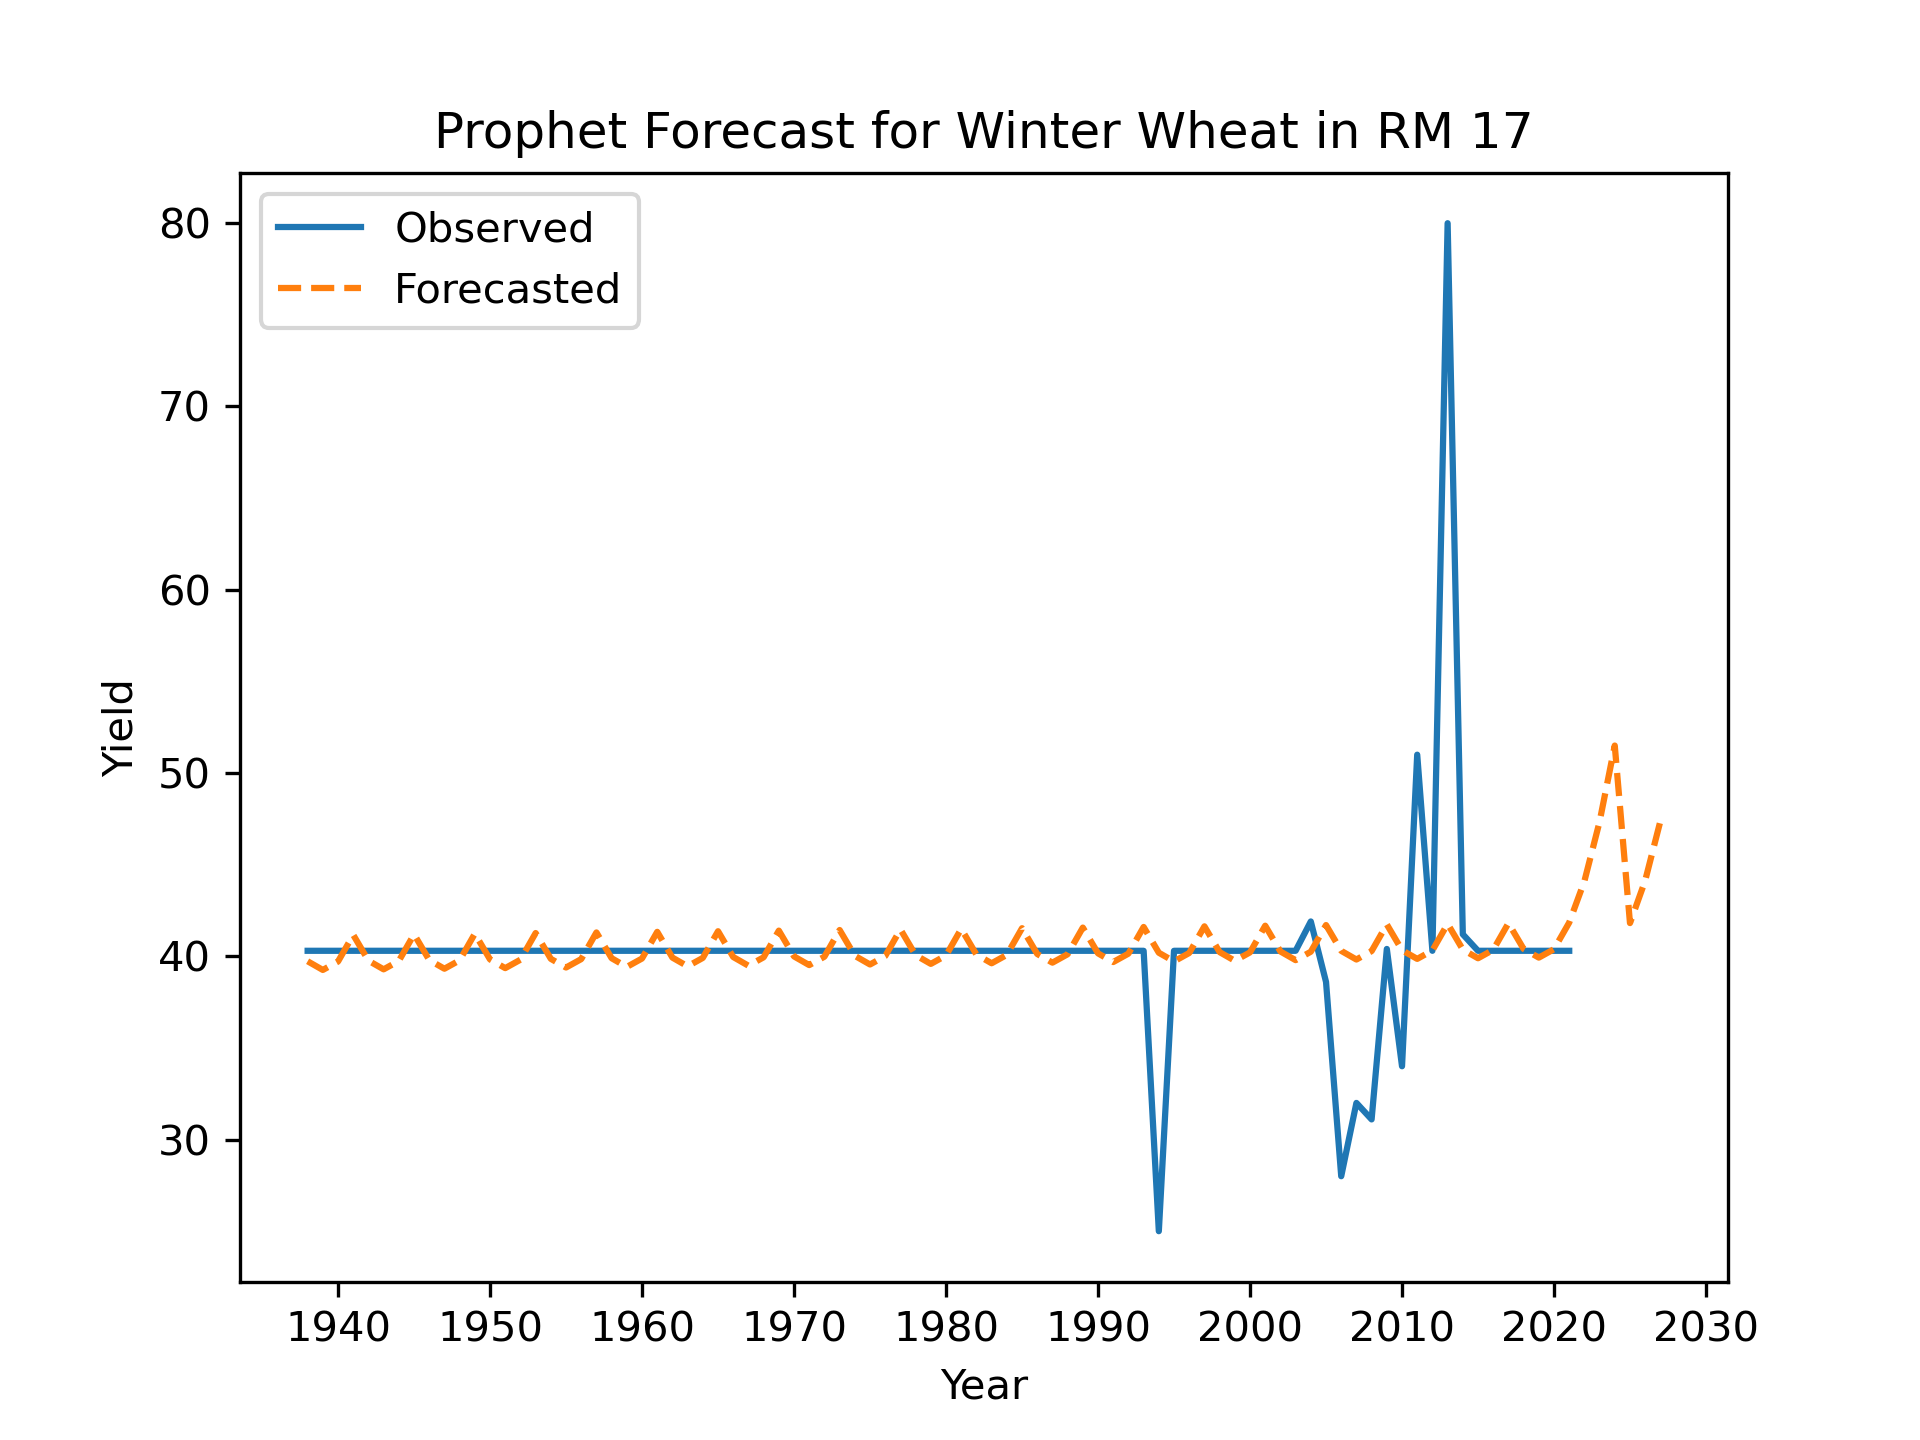 Prophet Forecast for Winter Wheat in RM 17
Observed
Forecasted
80
70
60
50
40
30
Yield
1940 1950 1960 1970 1980 1990 2000 2010 2020 2030
Year